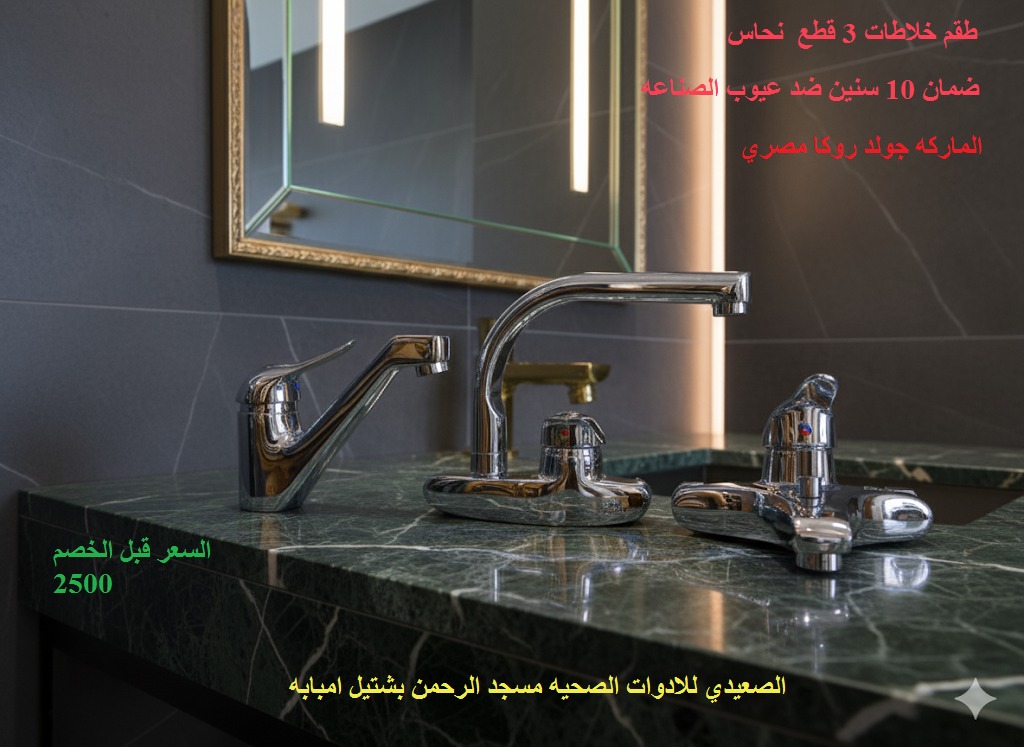 طقم خلاطات 3 قطع نحاس
ضمان 10 سنين ضد عيوب الصناعه
الماركه جولد روكا مصري
السعر قبل الخصم
2500
الصعيدي للادوات الصحيه مسجد الرحمن بشتيل امبابه